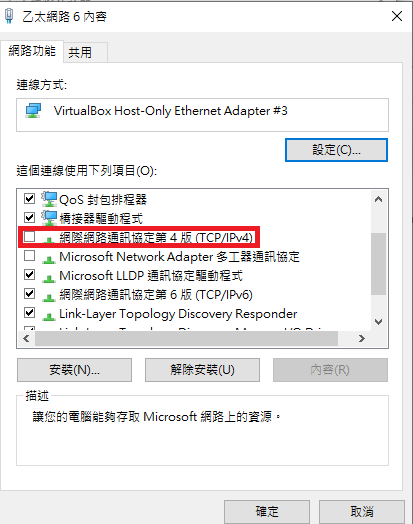 乙太網路 6 內容
網路功能
共用
連線方式:
VirtualBox Host-Only Ethernet Adapter #3
設定(C)...
這個連線使用下列項目(O):
QoS 封包排程器
橋接器驅動程式
網際網路通訊協定第 4 版 (TCP/IPv4)
Microsoft Network Adapter 多工器通訊協定
Microsoft LLDP 通訊協定驅動程式
網際網路通訊協定第 6 版 (TCP/IPv6)
Link-Layer Topology Discovery Responder
安裝(N)...
解除安裝(U)
內容(R)
描述
讓您的電腦能夠存取 Microsoft 網路上的資源。
確定
取消